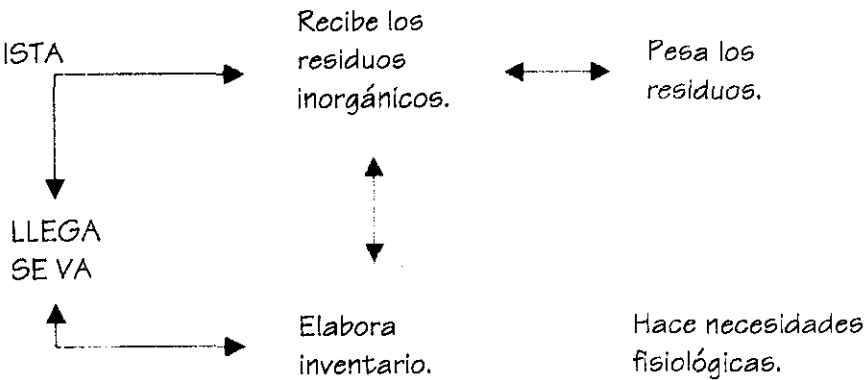 ISTA
Recibe los
residuos
inorgánicos.
Pesa los
residuos.
LLEGA
SE VA
Elabora
inventario.
Hace necesidades
fisiológicas.